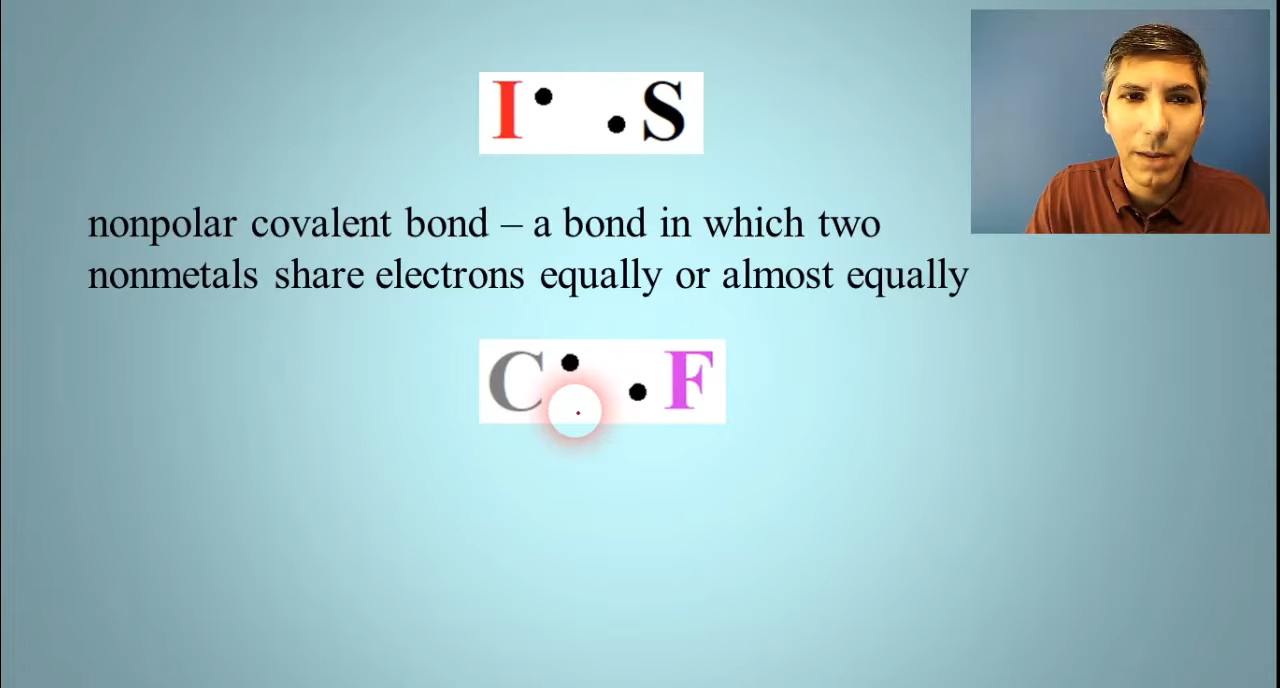 I S
nonpolar covalent bond – a bond in which two
nonmetals share electrons equally or almost equally
C F